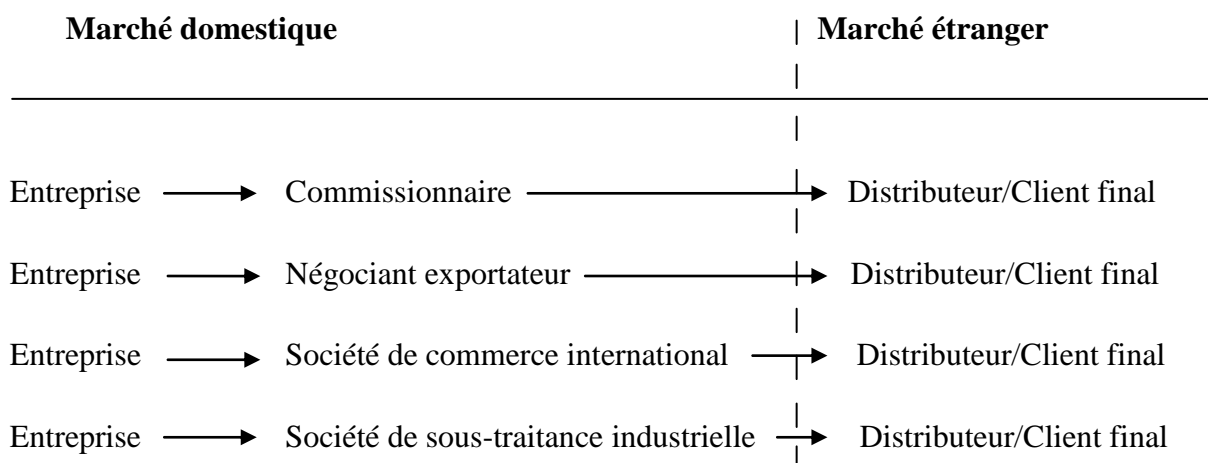 Marché domestique Marché étranger
Entreprise Commissionnaire Distributeur/Client final
Entreprise Négociant exportateur Distributeur/Client final
Entreprise Société de commerce international Distributeur/Client final
Entreprise Société de sous-traitance industrielle Distributeur/Client final